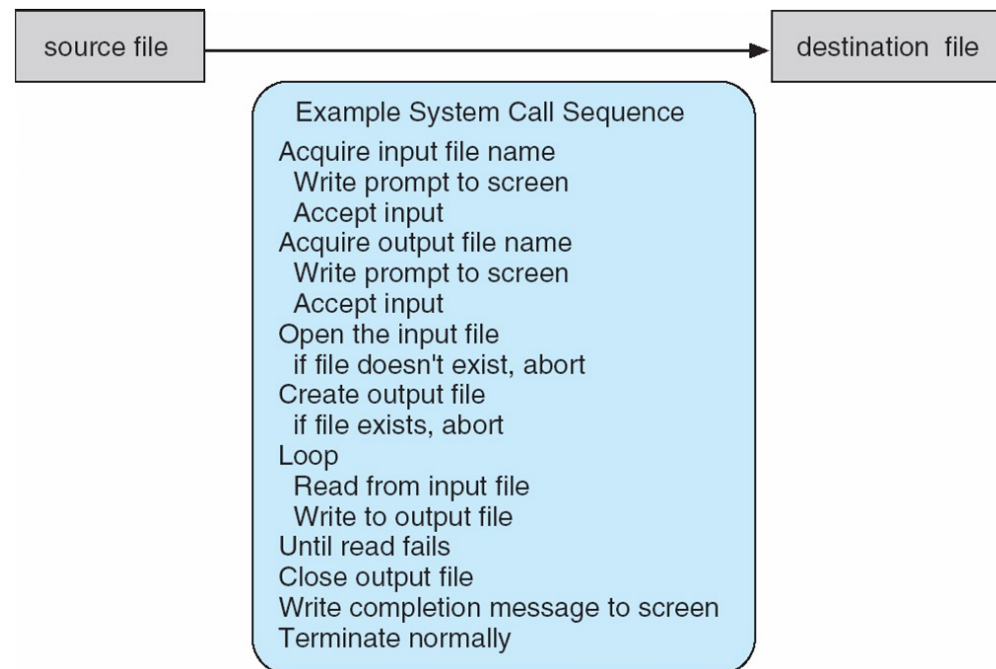 source file
destination file
Example System Call Sequence
Acquire input file name
Write prompt to screen
Accept input
Acquire output file name
Write prompt to screen
Accept input
Open the input file
if file doesn't exist, abort
Create output file
if file exists, abort
Loop
Read from input file
Write to output file
Until read fails
Close output file
Write completion message to screen
Terminate normally